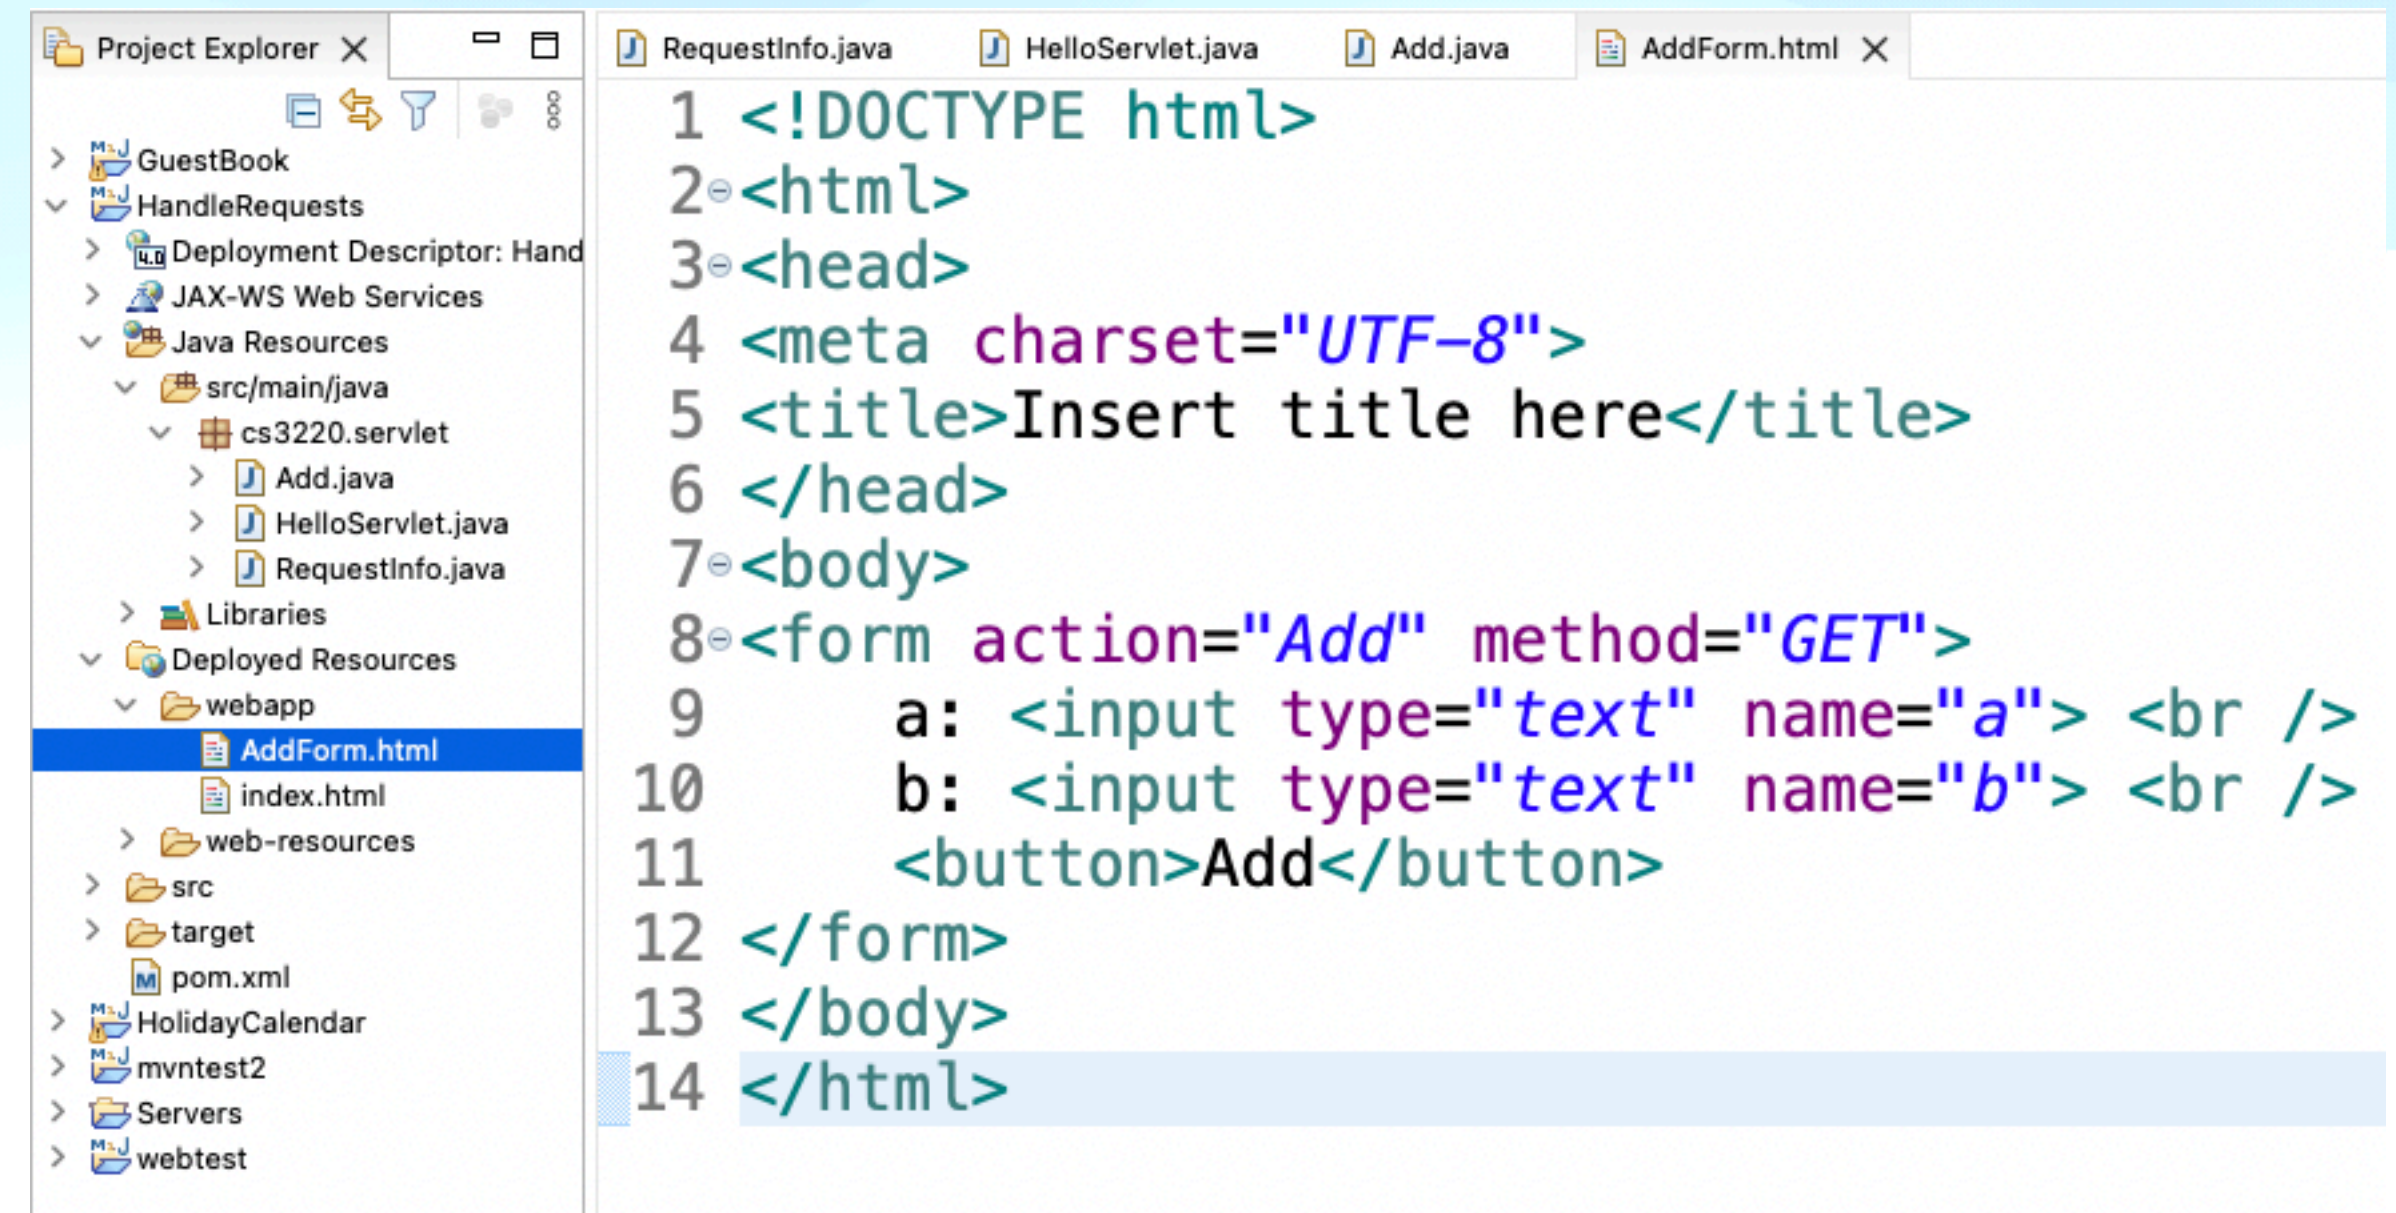 Project Explorer
GuestBook
HandleRequests
Deployment Descriptor: Hand
JAX-WS Web Services
Java Resources
src/main/java
cs3220.servlet
Add.java
HelloServlet.java
RequestInfo.java
Libraries
Deployed Resources
webapp
AddForm.html
index.html
web-resources
src
target
pom.xml
HolidayCalendar
mvntest2
Servers
webtest
RequestInfo.java HelloServlet.java Add.java AddForm.html
1 <!DOCTYPE html>
2 <html>
3 <head>
4 <meta charset="UTF-8">
5 <title>Insert title here</title>
6 </head>
7 <body>
8 <form action="Add" method="GET">
9     a: <input type="text" name="a"> <br />
10     b: <input type="text" name="b"> <br />
11     <button>Add</button>
12 </form>
13 </body>
14 </html>